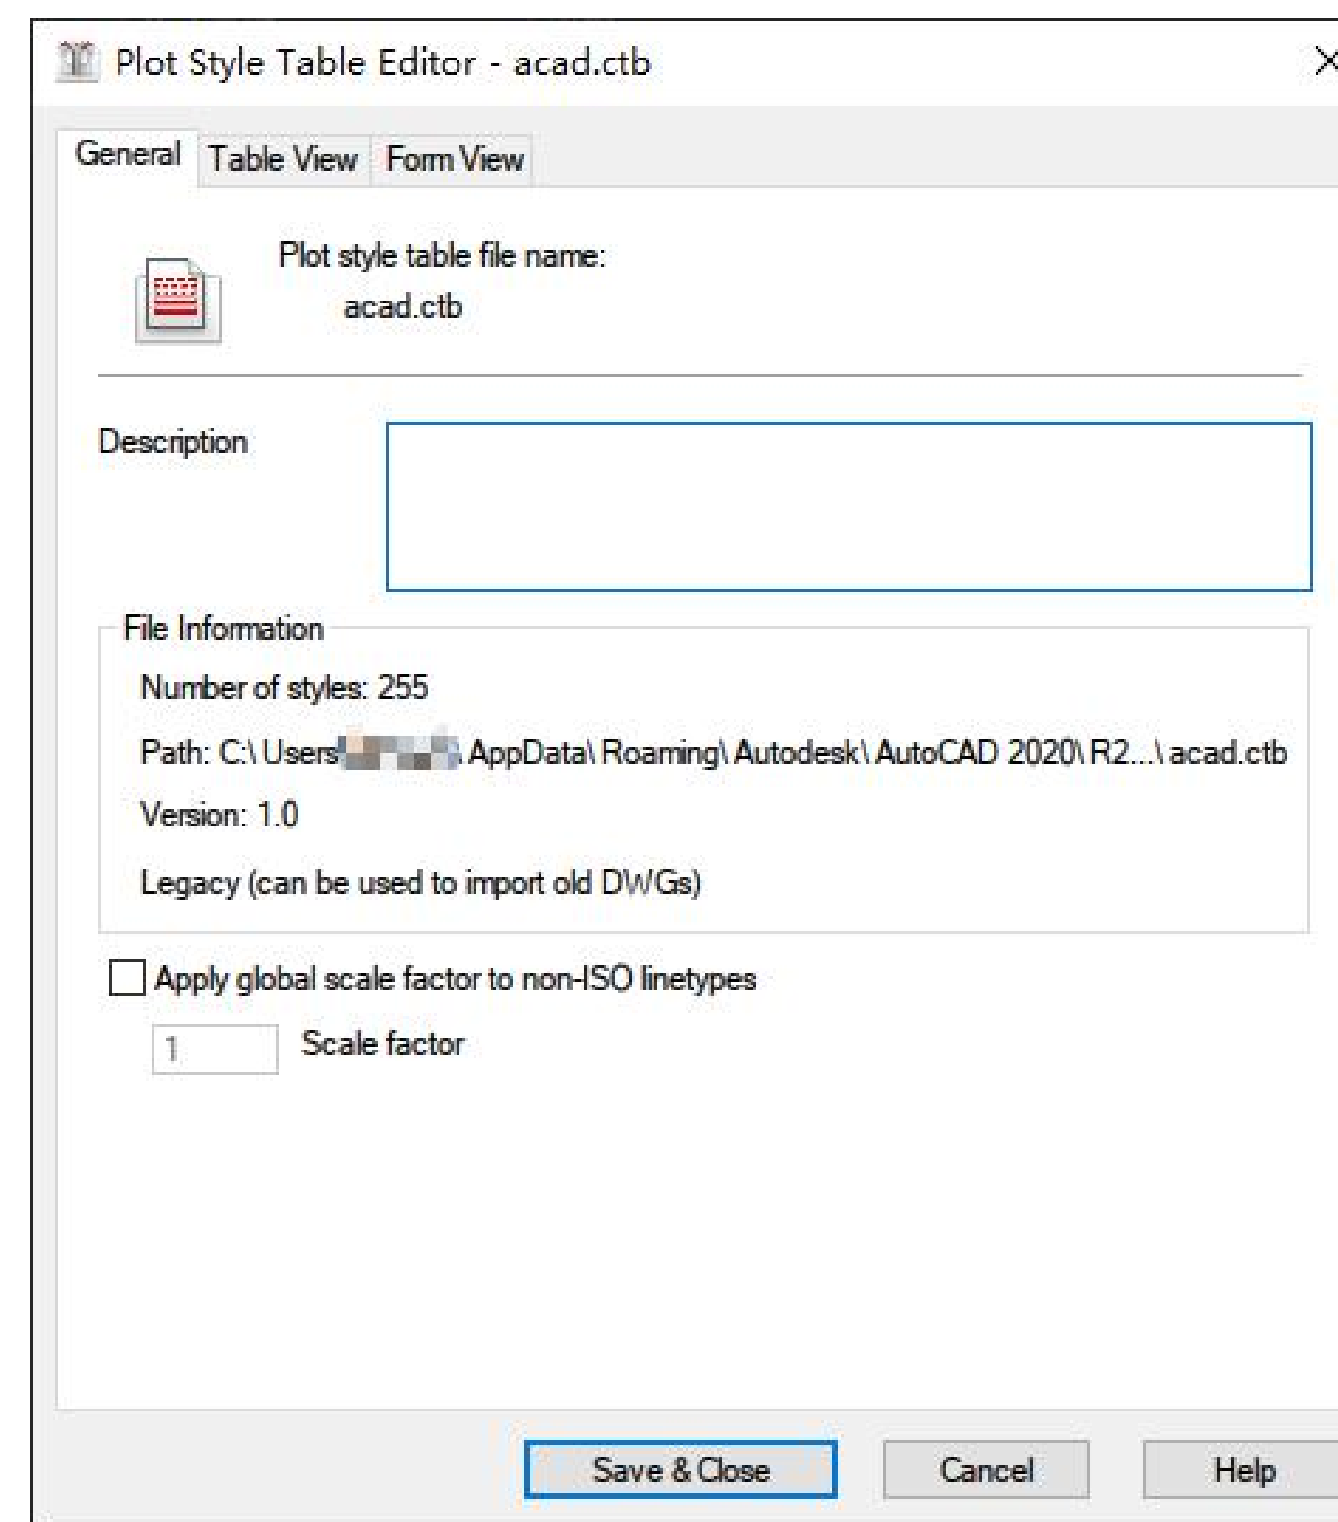 Plot Style Table Editor - acad.ctb
General Table View Form View
Plot style table file name:
acad.ctb
Description
File Information
Number of styles: 255
Path: C:\Users \AppData\Roaming\Autodesk\AutoCAD 2020\R2...\acad.ctb
Version: 1.0
Legacy (can be used to import old DWGs)
Apply global scale factor to non-ISO linetypes
1 Scale factor
Save & Close Cancel Help